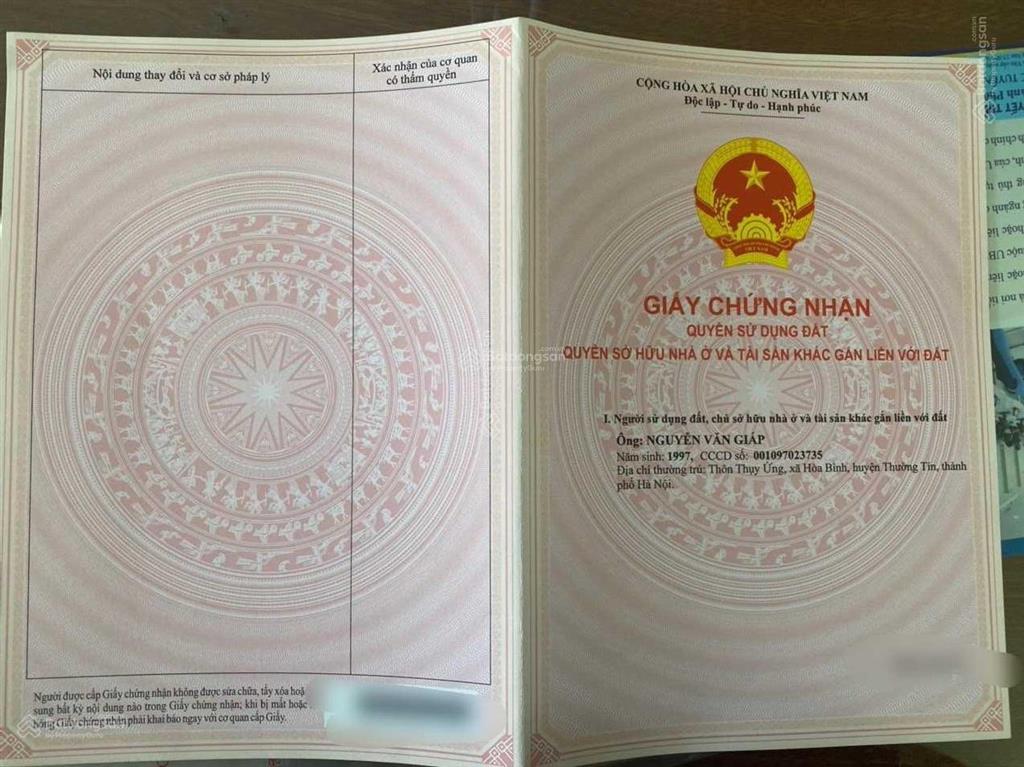 Nội dung thay đổi và cơ sở pháp lý
Xác nhận của cơ quan
có thẩm quyền
Người được cấp Giấy chứng nhận không được sửa chữa, tẩy xóa hoặ
sung bất kỳ nội dung nào trong Giấy chứng nhận; khi bị mất hoặc
hỏng Giấy chứng nhận phải khai báo ngay với cơ quan cấp Giấy.
CỘNG HÒA XÃ HỘI CHỦ NGHĨA VIỆT NAM
Độc lập - Tự do - Hạnh phúc
VIỆT NAM
GIẤY CHỨNG NHẬN
QUYỀN SỬ DỤNG ĐẤT
QUYỀN SỞ HỮU NHÀ Ở VÀ TÀI SẢN KHÁC GẮN LIỀN VỚI ĐẤT
I. Người sử dụng đất, chủ sở hữu nhà ở và tài sản khác gắn liền với đất
Ông: NGUYỄN VĂN GIÁP
Năm sinh: 1997, CCCD số: 001097023735
Địa chỉ thường trú: Thôn Thụy Ứng, xã Hòa Bình, huyện Thường Tín, thành
phố Hà Nội.
Batdongsan
by PropertyGuru